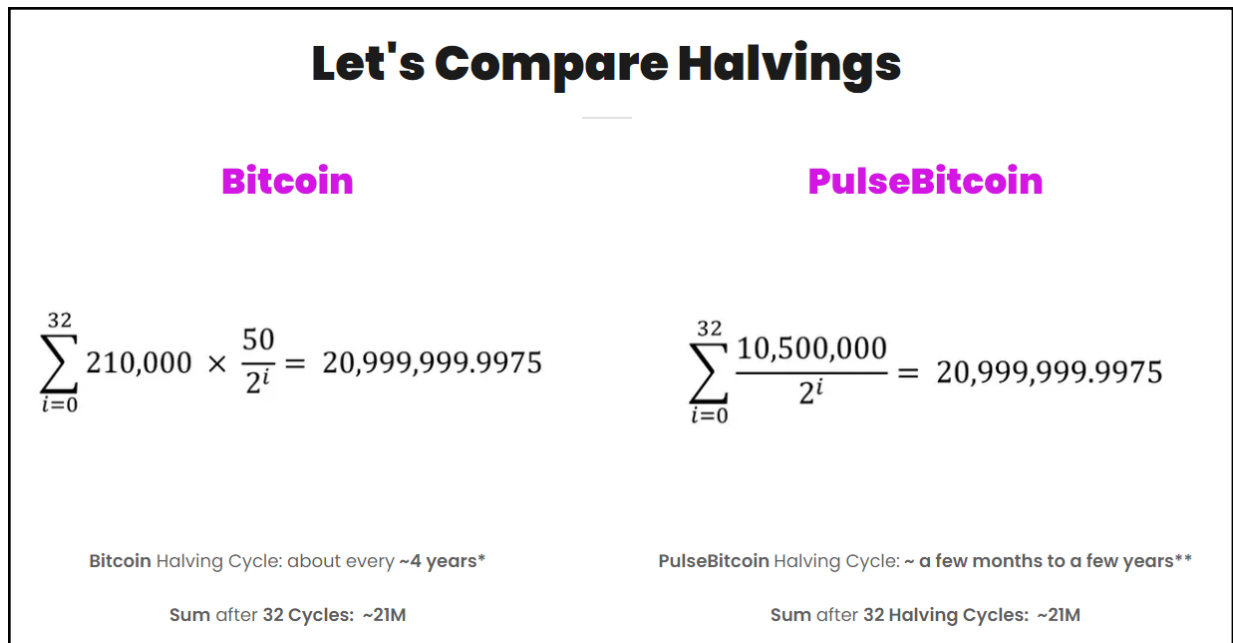 Let's Compare Halvings
Bitcoin
PulseBitcoin
32
∑ 210,000 × 50/2^i = 20,999,999.9975
i=0
32
∑ 10,500,000/2^i = 20,999,999.9975
i=0
Bitcoin Halving Cycle: about every ~4 years*
Sum after 32 Cycles: ~21M
PulseBitcoin Halving Cycle: ~ a few months to a few years**
Sum after 32 Halving Cycles: ~21M